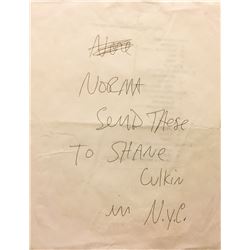 NORMA
SEND THESE
TO SHANE
Culkin
in N.Y.C.